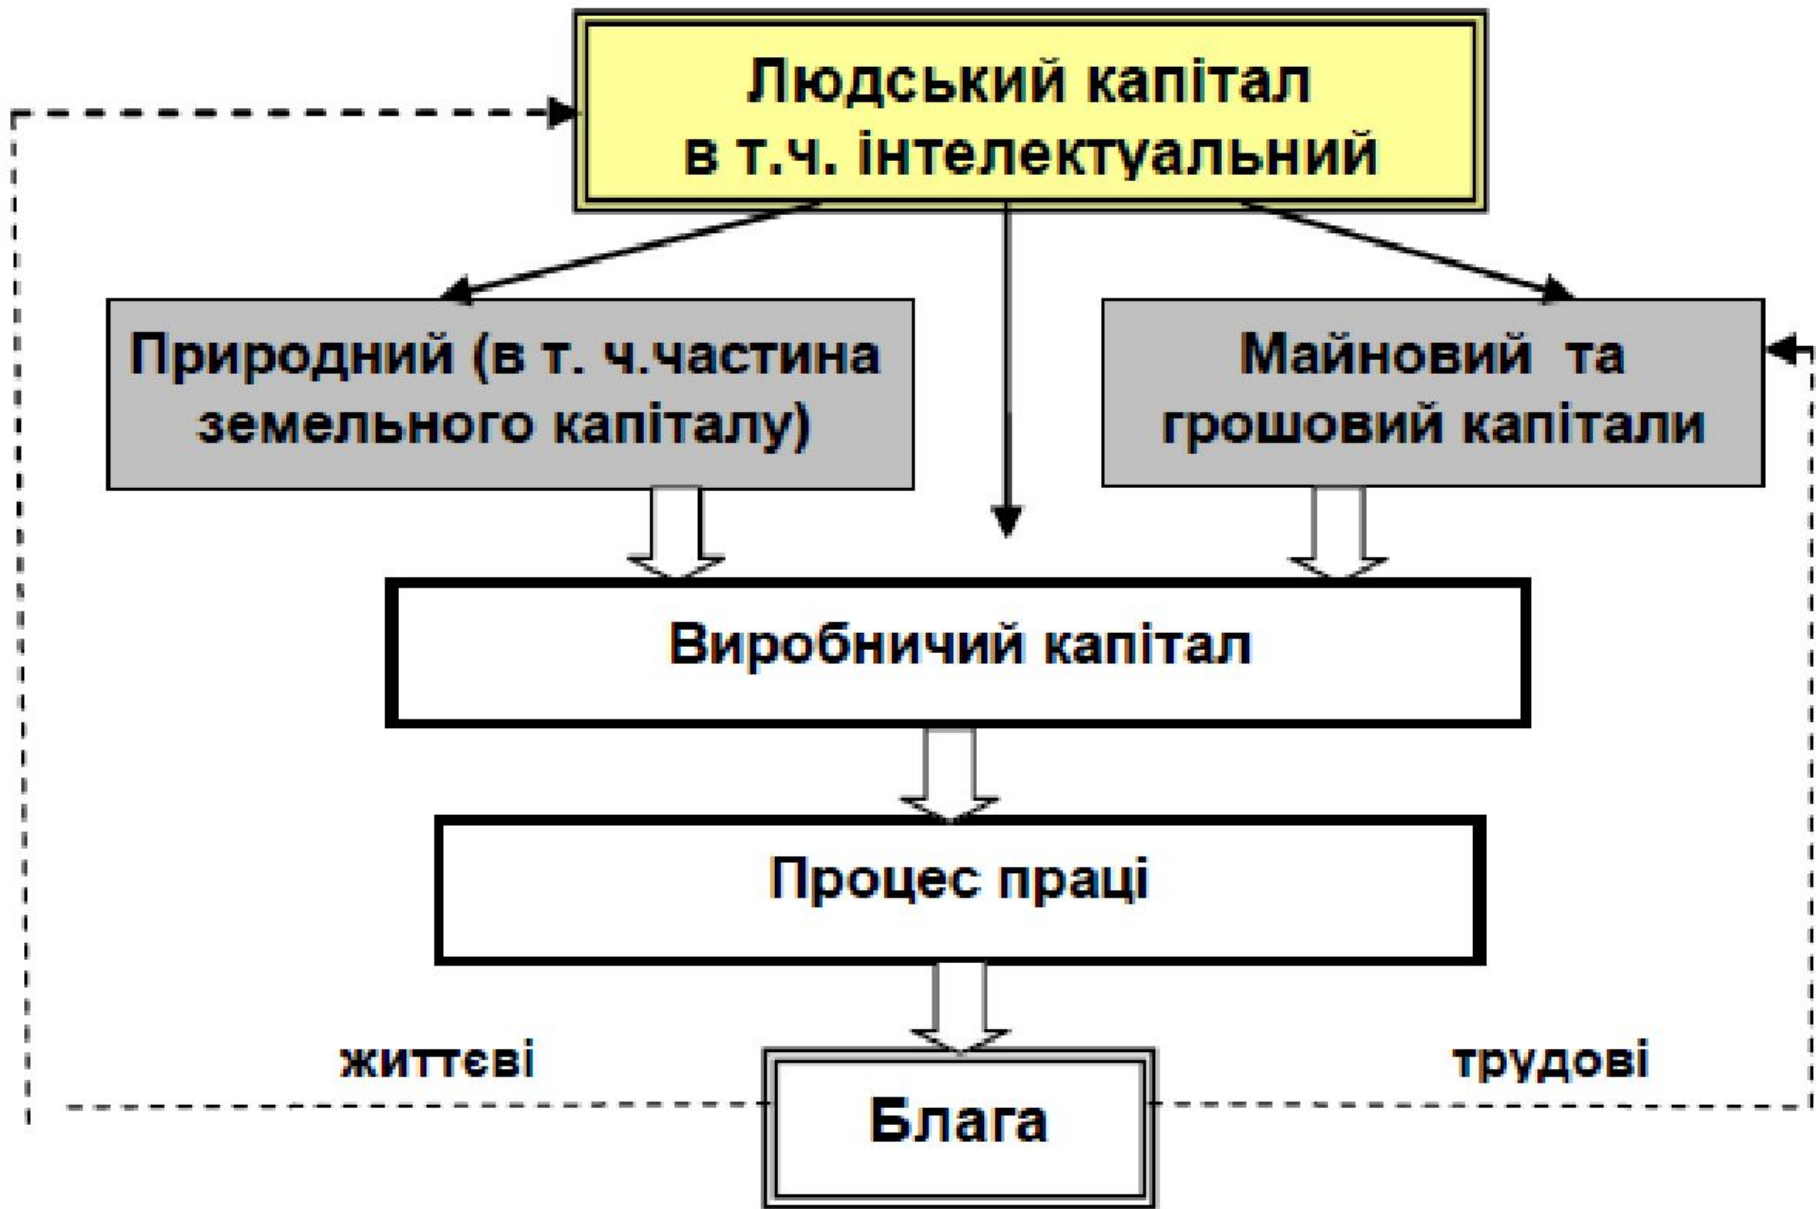 Людський капітал
в т.ч. інтелектуальний
Природний (в т. ч.частина
земельного капіталу)
Майновий та
грошовий капітали
Виробничий капітал
Процес праці
життєві
трудові
Блага